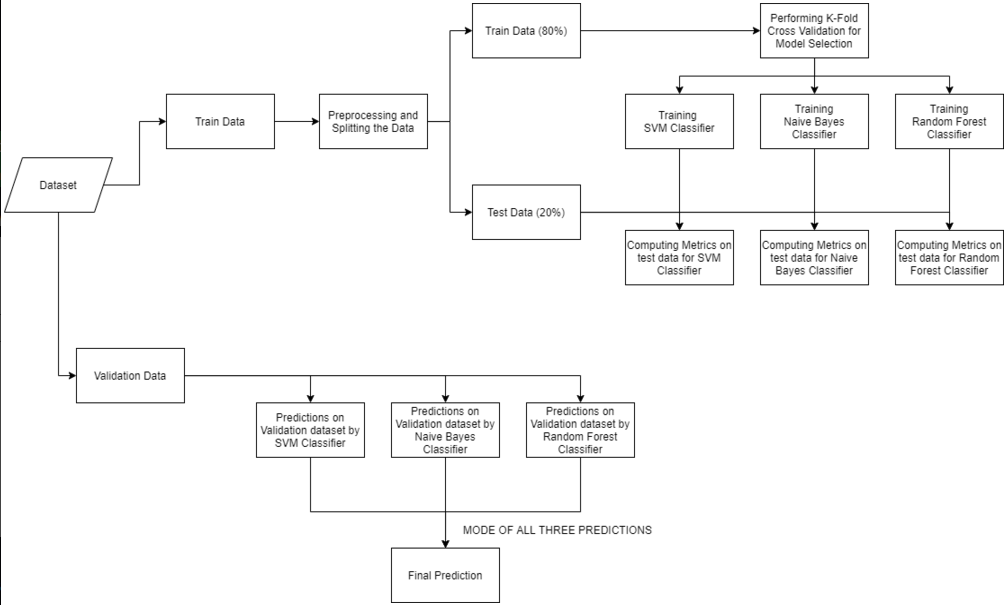 Train Data (80%)
Performing K-Fold
Cross Validation for
Model Selection
Train Data
Preprocessing and
Splitting the Data
Training
SVM Classifier
Training
Naive Bayes
Classifier
Training
Random Forest
Classifier
Dataset
Test Data (20%)
Computing Metrics on
test data for SVM
Classifier
Computing Metrics on
test data for Naive
Bayes Classifier
Computing Metrics on
test data for Random
Forest Classifier
Validation Data
Predictions on
Validation dataset by
SVM Classifier
Predictions on
Validation dataset by
Naive Bayes
Classifier
Predictions on
Validation dataset by
Random Forest
Classifier
MODE OF ALL THREE PREDICTIONS
Final Prediction